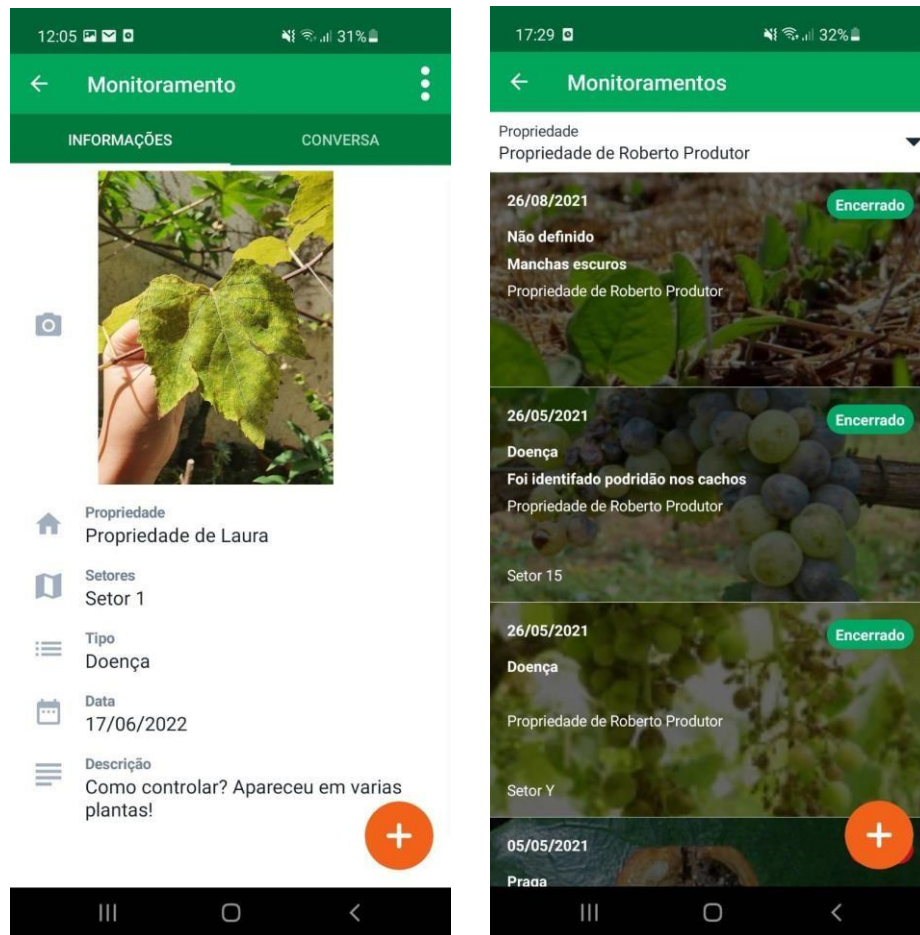 12:05
31%
Monitoramento
INFORMAÇÕES
CONVERSA
Propriedade
Propriedade de Laura
Setores
Setor 1
Tipo
Doença
Data
17/06/2022
Descrição
Como controlar? Apareceu em varias
plantas!
17:29
32%
Monitoramentos
Propriedade
Propriedade de Roberto Produtor
26/08/2021
Encerrado
Não definido
Manchas escuros
Propriedade de Roberto Produtor
26/05/2021
Encerrado
Doença
Foi identifado podridão nos cachos
Propriedade de Roberto Produtor
Setor 15
26/05/2021
Encerrado
Doença
Propriedade de Roberto Produtor
Setor Y
05/05/2021
Praga